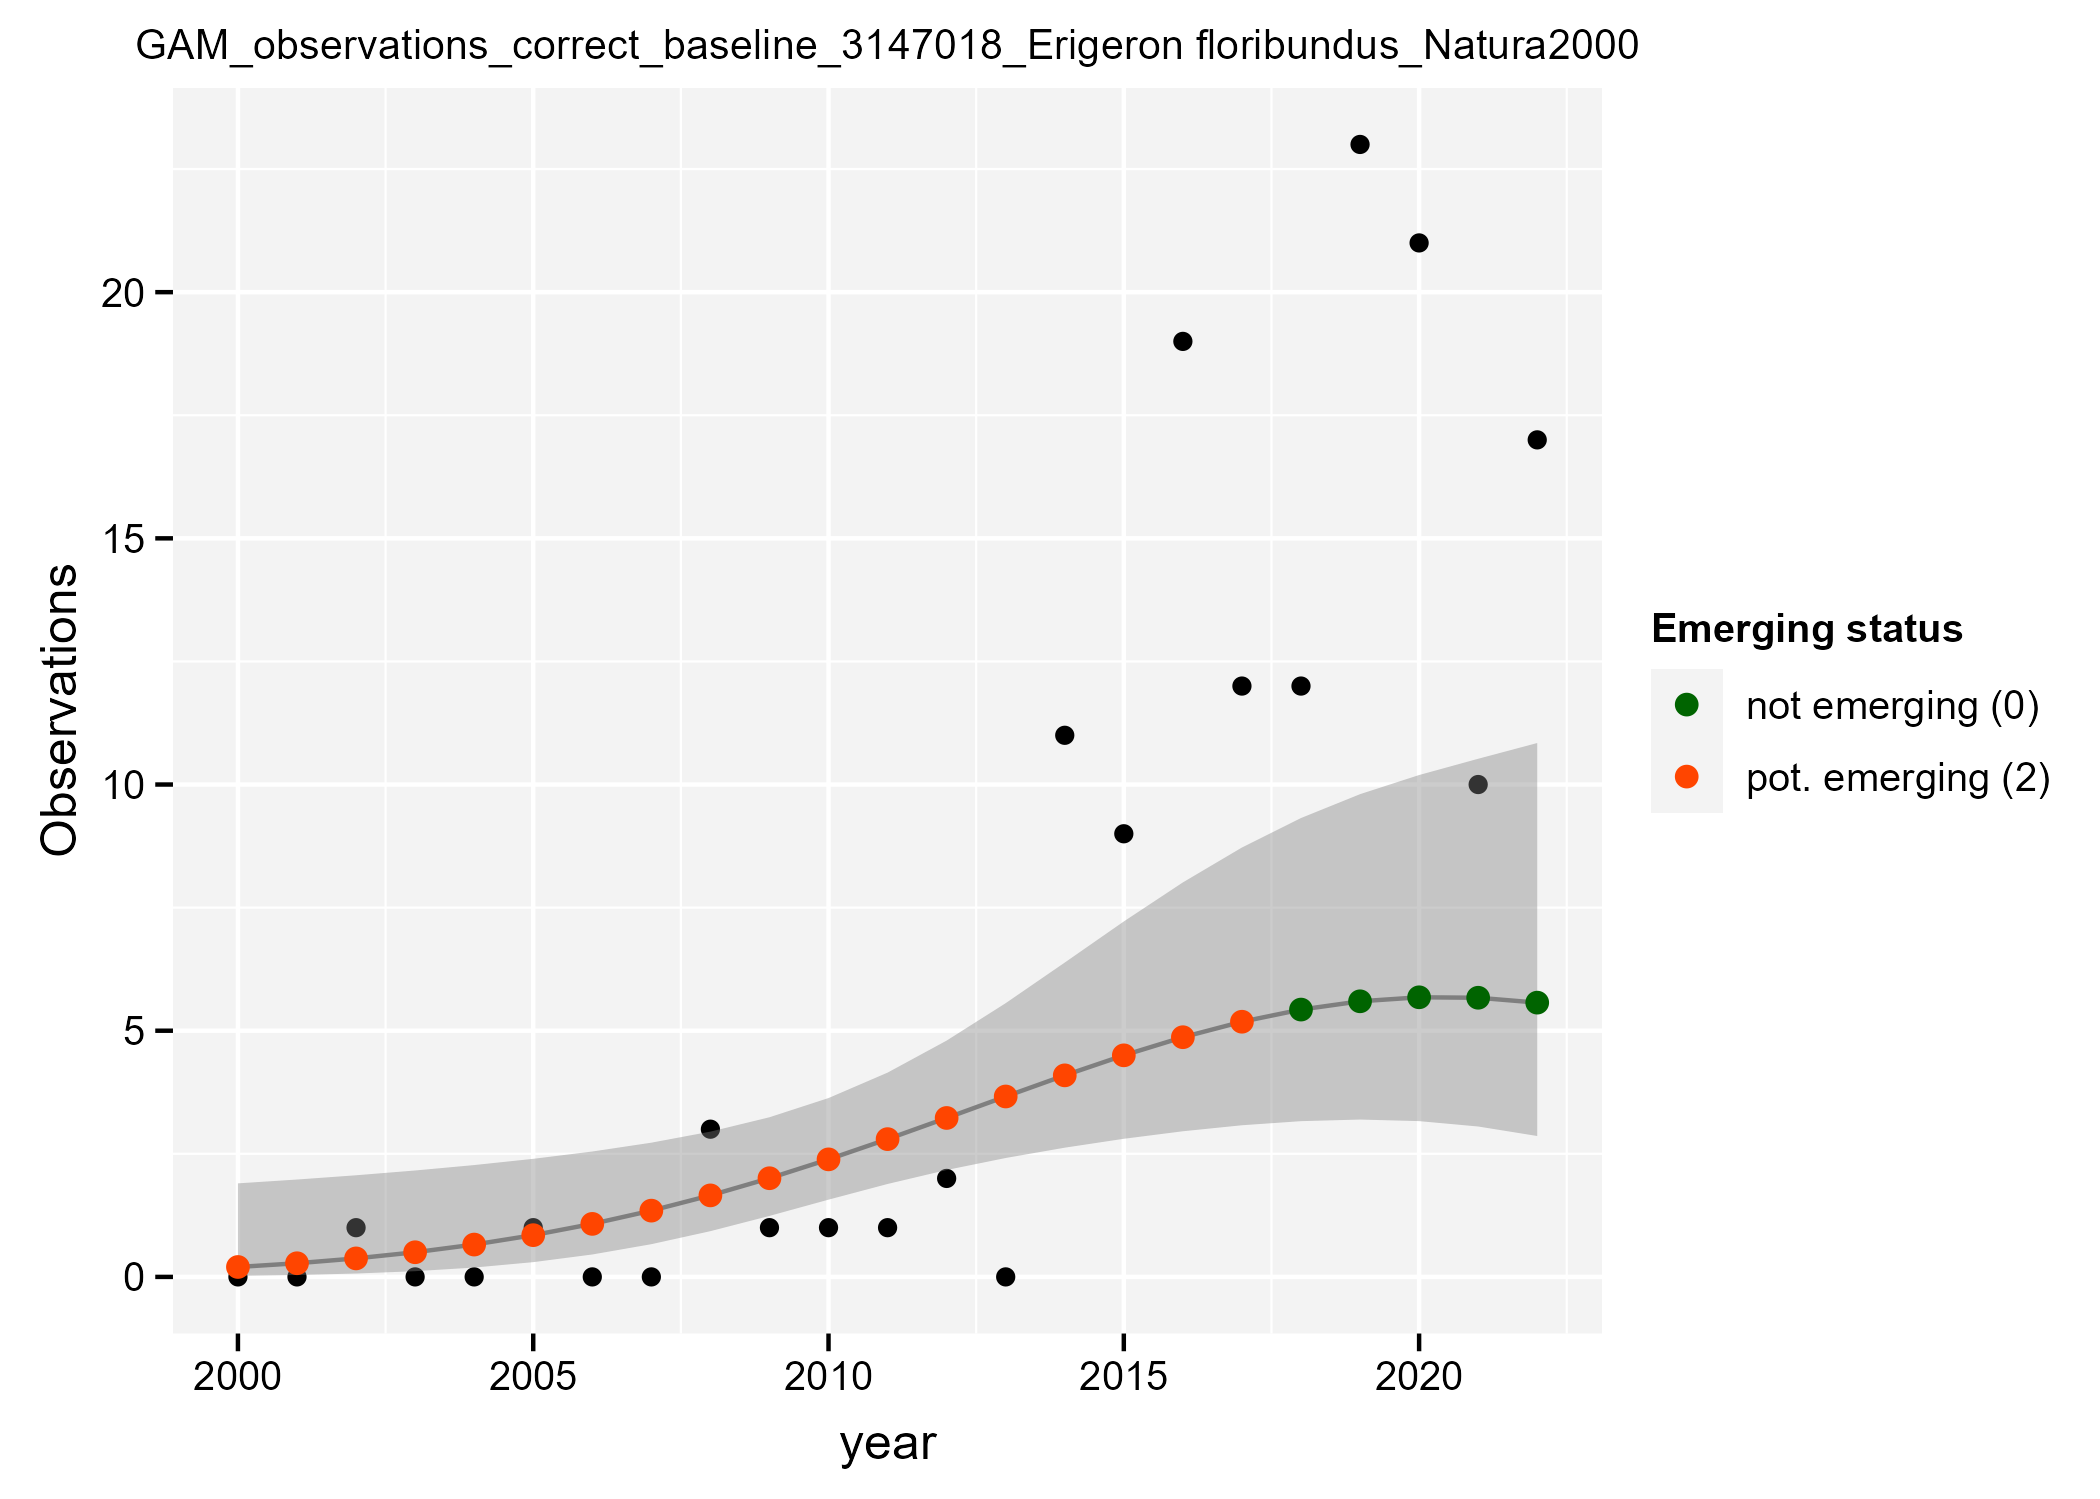 GAM_observations_correct_baseline_3147018_Erigeron floribundus_Natura2000
Observations
20
15
10
5
0
2000 2005 2010 2015 2020
year
Emerging status
not emerging (0)
pot. emerging (2)